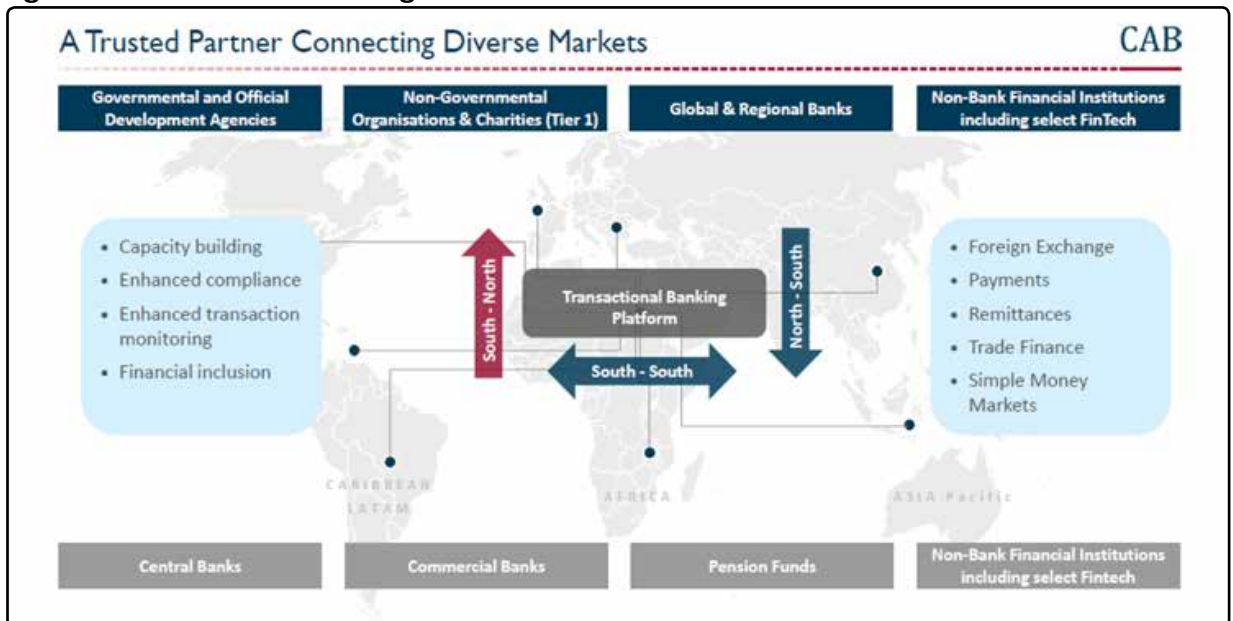 A Trusted Partner Connecting Diverse Markets
CAB
Governmental and Official
Development Agencies
Non-Governmental
Organisations & Charities (Tier 1)
Global & Regional Banks
Non-Bank Financial Institutions
including select FinTech
• Capacity building
• Enhanced compliance
• Enhanced transaction
monitoring
• Financial inclusion
South - North
Transactional Banking
Platform
South - South
North - South
• Foreign Exchange
• Payments
• Remittances
• Trade Finance
• Simple Money
Markets
CARIBBEAN
LATAM
AFRICA
ASIA Pacific
Central Banks
Commercial Banks
Pension Funds
Non-Bank Financial Institutions
including select Fintech